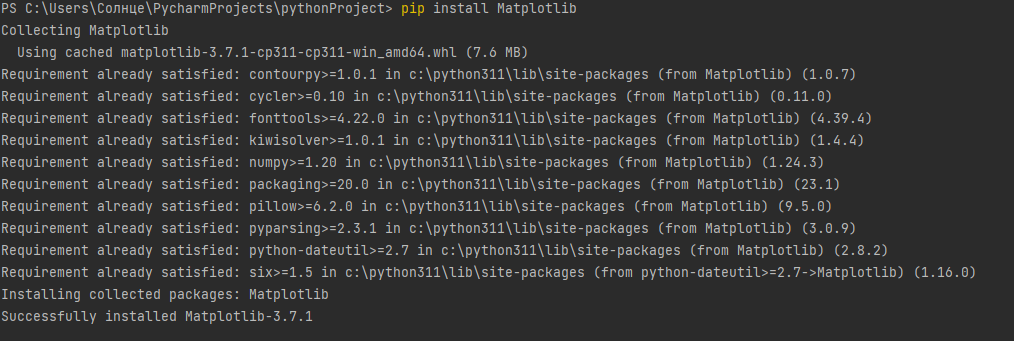 PS C:\Users\Солнце\PycharmProjects\pythonProject> pip install Matplotlib
Collecting Matplotlib
  Using cached matplotlib-3.7.1-cp311-cp311-win_amd64.whl (7.6 MB)
Requirement already satisfied: contourpy>=1.0.1 in c:\python311\lib\site-packages (from Matplotlib) (1.0.7)
Requirement already satisfied: cycler>=0.10 in c:\python311\lib\site-packages (from Matplotlib) (0.11.0)
Requirement already satisfied: fonttools>=4.22.0 in c:\python311\lib\site-packages (from Matplotlib) (4.39.4)
Requirement already satisfied: kiwisolver>=1.0.1 in c:\python311\lib\site-packages (from Matplotlib) (1.4.4)
Requirement already satisfied: numpy>=1.20 in c:\python311\lib\site-packages (from Matplotlib) (1.24.3)
Requirement already satisfied: packaging>=20.0 in c:\python311\lib\site-packages (from Matplotlib) (23.1)
Requirement already satisfied: pillow>=6.2.0 in c:\python311\lib\site-packages (from Matplotlib) (9.5.0)
Requirement already satisfied: pyparsing>=2.3.1 in c:\python311\lib\site-packages (from Matplotlib) (3.0.9)
Requirement already satisfied: python-dateutil>=2.7 in c:\python311\lib\site-packages (from Matplotlib) (2.8.2)
Requirement already satisfied: six>=1.5 in c:\python311\lib\site-packages (from python-dateutil>=2.7->Matplotlib) (1.16.0)
Installing collected packages: Matplotlib
Successfully installed Matplotlib-3.7.1